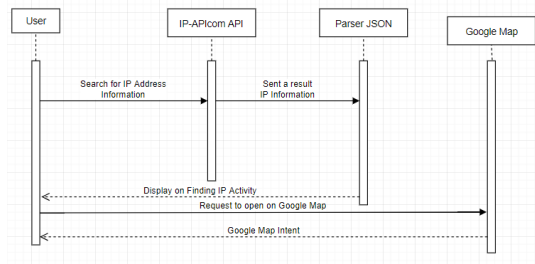 User
IP-APIcom API
Parser JSON
Google Map
Search for IP Address
Information
Sent a result
IP Information
Display on Finding IP Activity
Request to open on Google Map
Google Map Intent